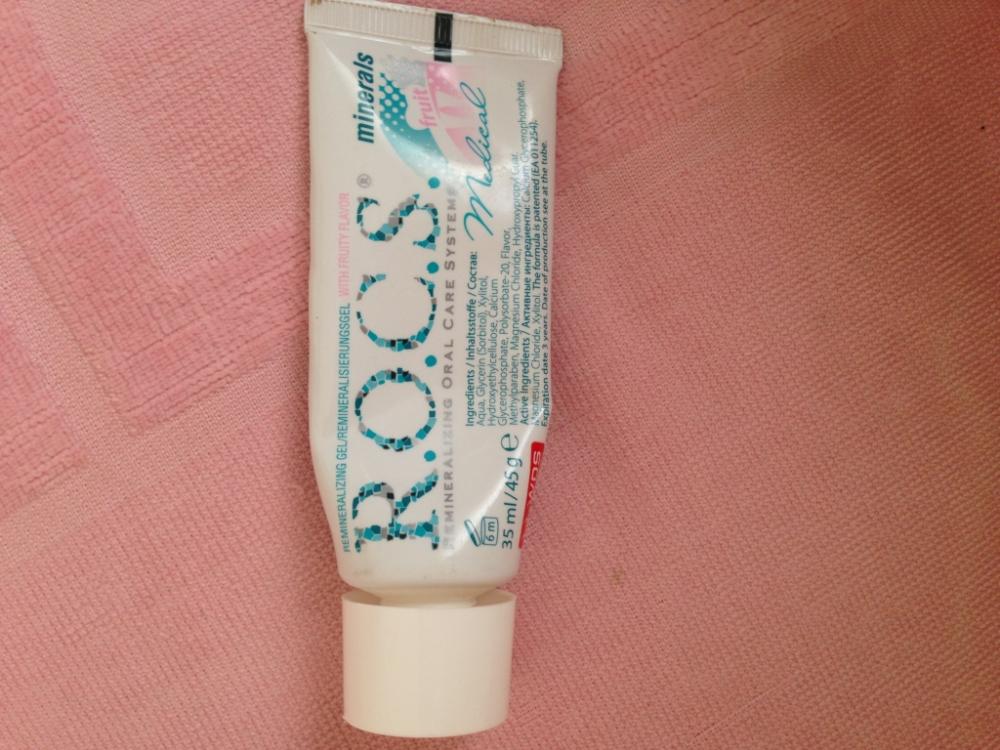 REMINERALIZING GEL/REMINERALISIERUNGSGEL WITH FRUITY FLAVOR
R.O.C.S.® minerals
fruit
REMINERALIZING ORAL CARE SYSTEMS
Medical
6 m
35 ml/45 g e
Ingredients / Inhaltsstoffe / Состав:
Aqua, Glycerin (Sorbitol), Xylitol,
Hydroxyethylcellulose, Calcium
Glycerophosphate, Polysorbate-20, Flavor,
Methylparaben, Magnesium Chloride, Hydroxypropyl Guar.
Active Ingredients / Активные ингредиенты: Calcium Glycerophosphate,
Magnesium Chloride, Xylitol. The formula is patented (EA 011254).
Expiration date 3 years. Date of production see at the tube.